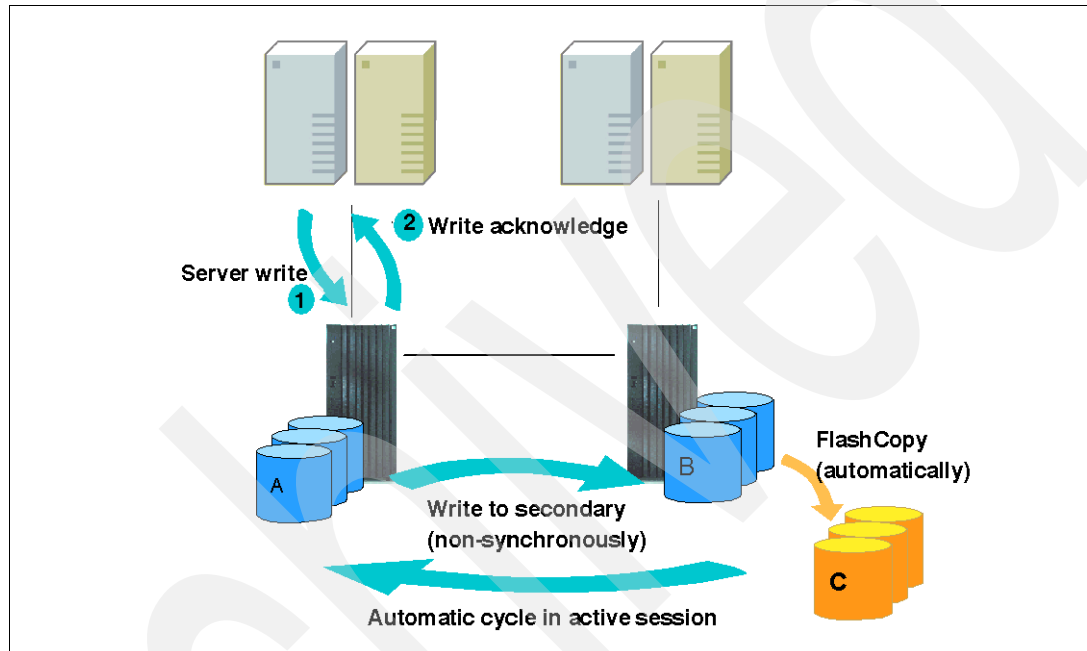 2 Write acknowledge
Server write
1
A
B
FlashCopy
(automatically)
Write to secondary
(non-synchronously)
C
Automatic cycle in active session